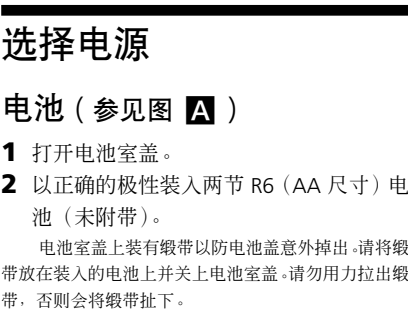 选择电源
电池（参见图 A ）
1 打开电池室盖。
2 以正确的极性装入两节 R6（AA 尺寸）电
池（未附带）。
电池室盖上装有缎带以防电池盖意外掉出。请将缎
带放在装入的电池上并关上电池室盖。请勿用力拉出缎
带，否则会将缎带扯下。